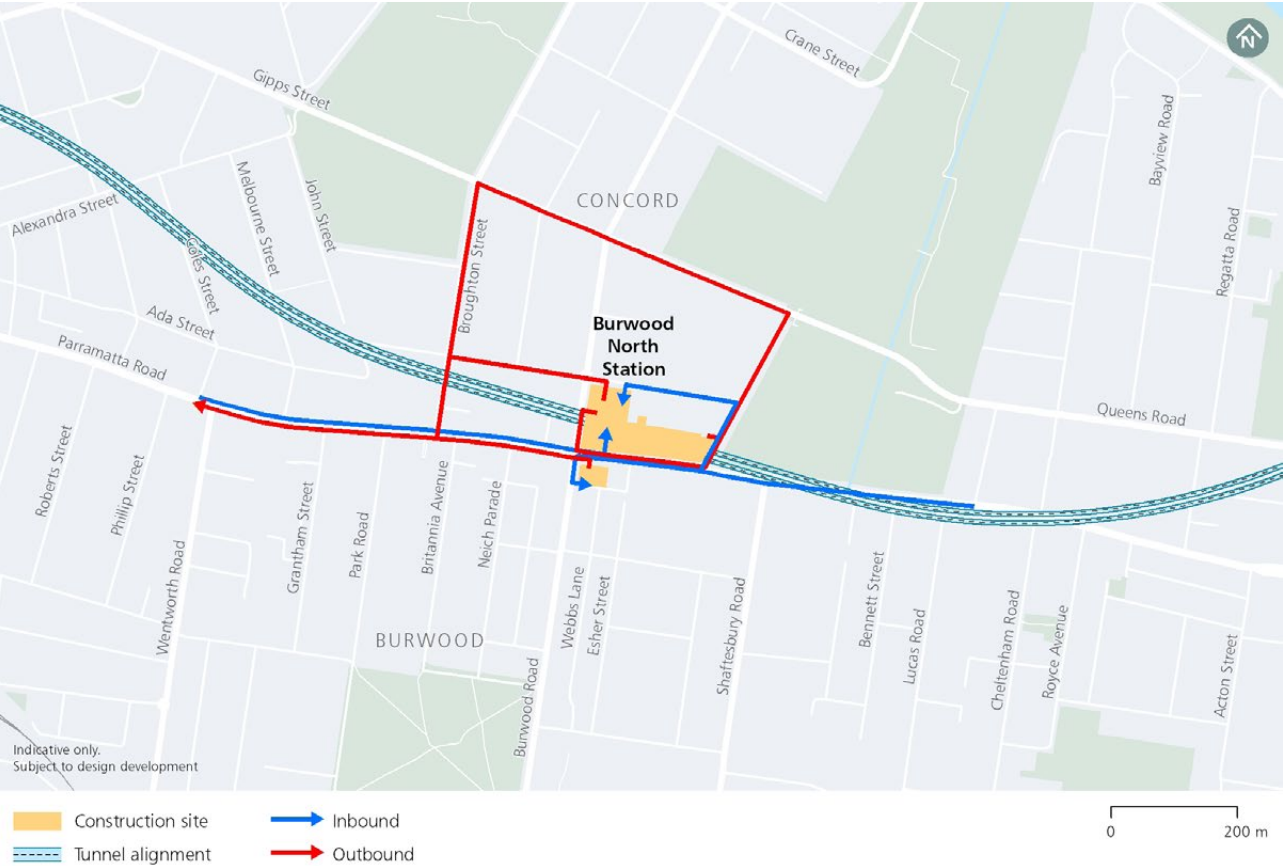 N
Crane Street
Gipps Street
Bayview Road
Melbourne Street
John Street
CONCORD
Alexandra Street
Regatta Road
Broughton Street
Coles Street
Ada Street
Burwood
North
Station
Parramatta Road
Queens Road
Roberts Street
Phillip Street
Grantham Street
Park Road
Britannia Avenue
Neich Parade
Wentworth Road
Webbs Lane
Esher Street
Shaftesbury Road
Bennett Street
Lucas Road
Cheltenham Road
Royce Avenue
Acton Street
BURWOOD
Burwood Road
Indicative only.
Subject to design development
Construction site
Inbound
Tunnel alignment
Outbound
0
200 m